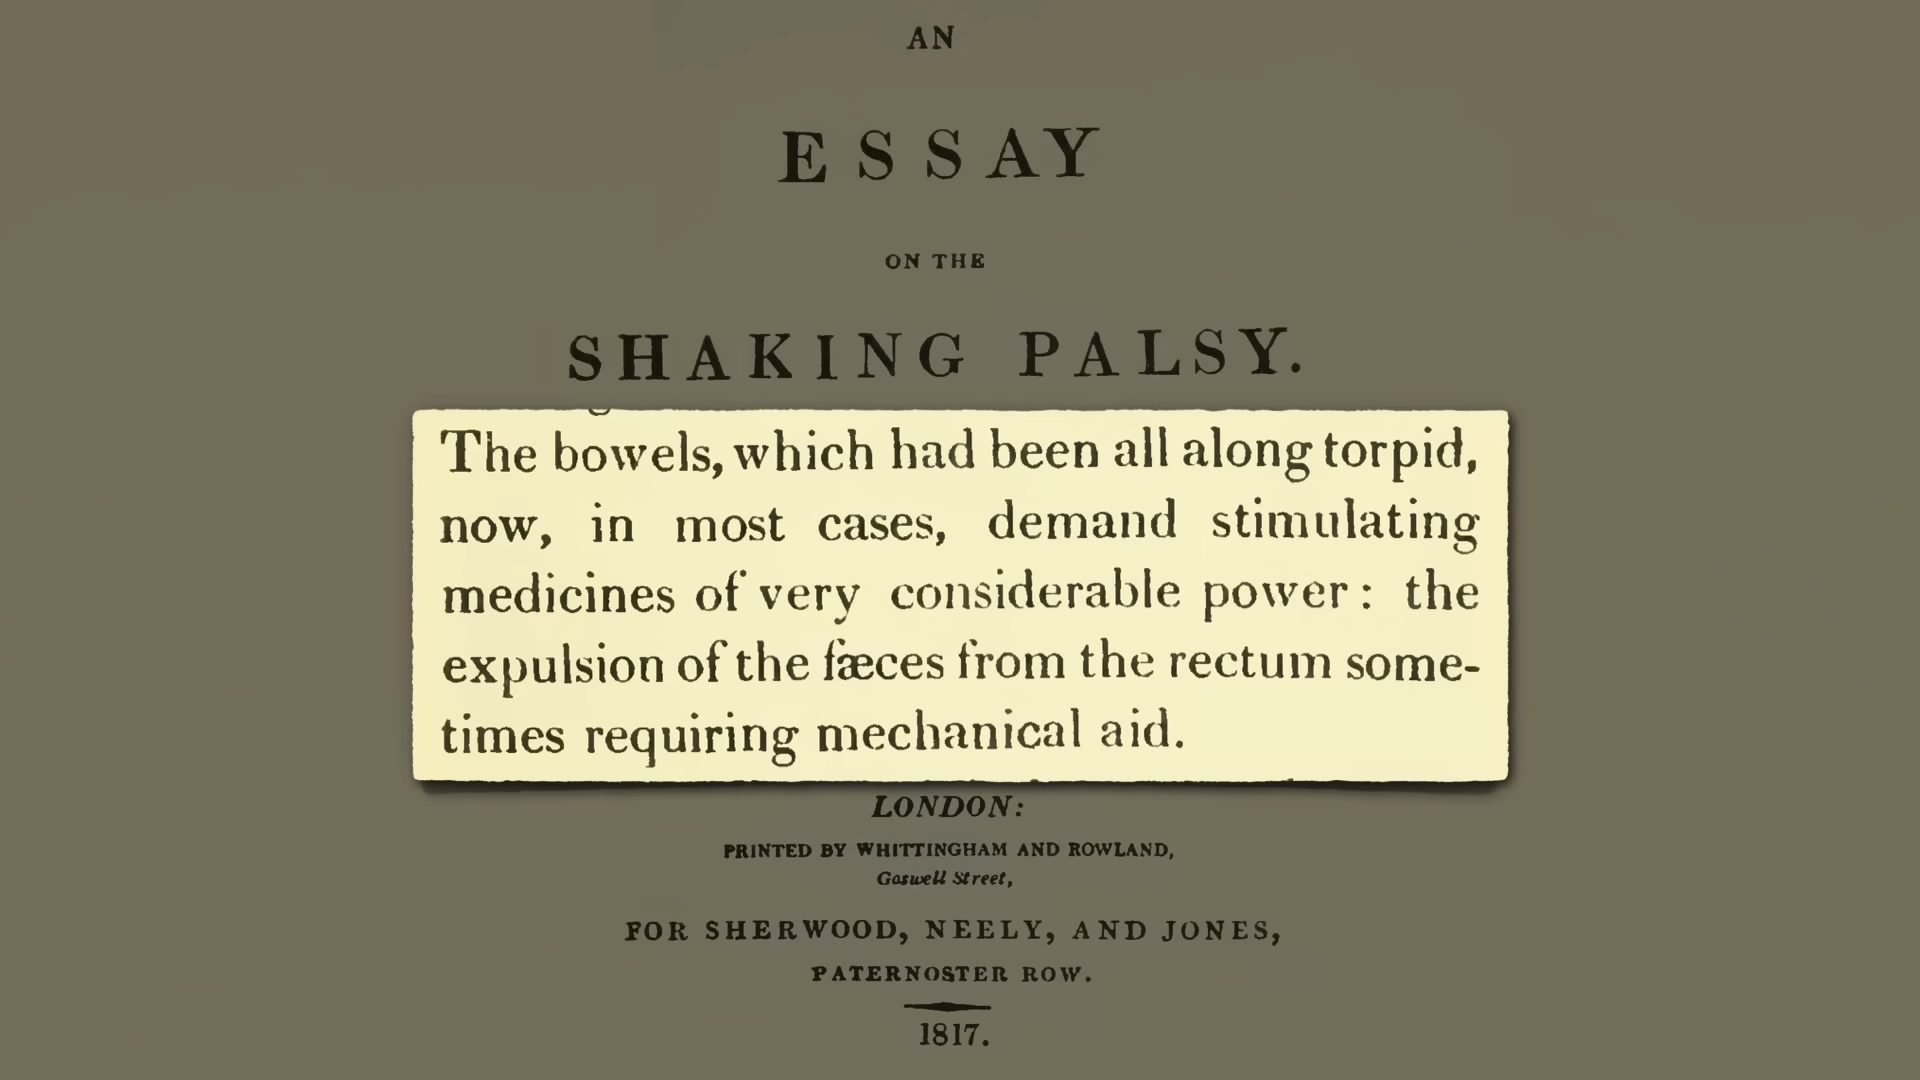 AN
ESSAY
ON THE
SHAKING PALSY.
The bowels, which had been all along torpid,
now, in most cases, demand stimulating
medicines of very considerable power: the
expulsion of the fæces from the rectum some-
times requiring mechanical aid.
LONDON:
PRINTED BY WHITTINGHAM AND ROWLAND,
Goswell Street,
FOR SHERWOOD, NEELY, AND JONES,
PATERNOSTER ROW.
1817.